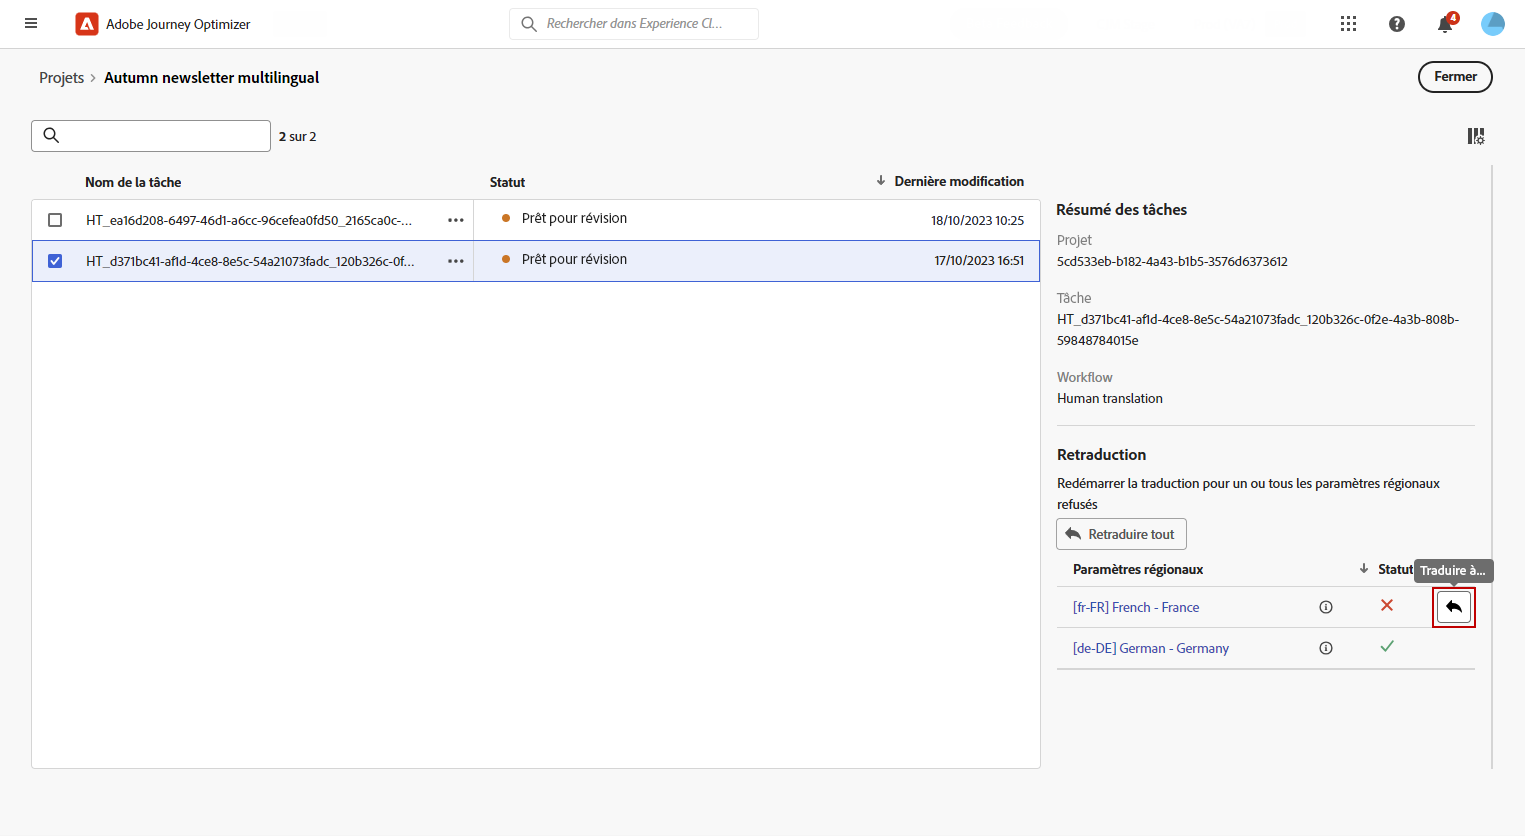 Adobe Journey Optimizer
Rechercher dans Experience Cl...
4
Projets > Autumn newsletter multilingual
Fermer
2 sur 2
Nom de la tâche
Statut
Dernière modification
HT_ea16d208-6497-46d1-a6cc-96cefea0fd50_2165ca0c-...
Prêt pour révision
18/10/2023 10:25
HT_d371bc41-af1d-4ce8-8e5c-54a21073fadc_120b326c-0f...
Prêt pour révision
17/10/2023 16:51
Résumé des tâches
Projet
5cd533eb-b182-4a43-b1b5-3576d6373612
Tâche
HT_d371bc41-af1d-4ce8-8e5c-54a21073fadc_120b326c-0f2e-4a3b-808b-
59848784015e
Workflow
Human translation
Retraduction
Redémarrer la traduction pour un ou tous les paramètres régionaux
refusés
Retraduire tout
Paramètres régionaux
Statut
Traduire à...
[fr-FR] French - France
[de-DE] German - Germany